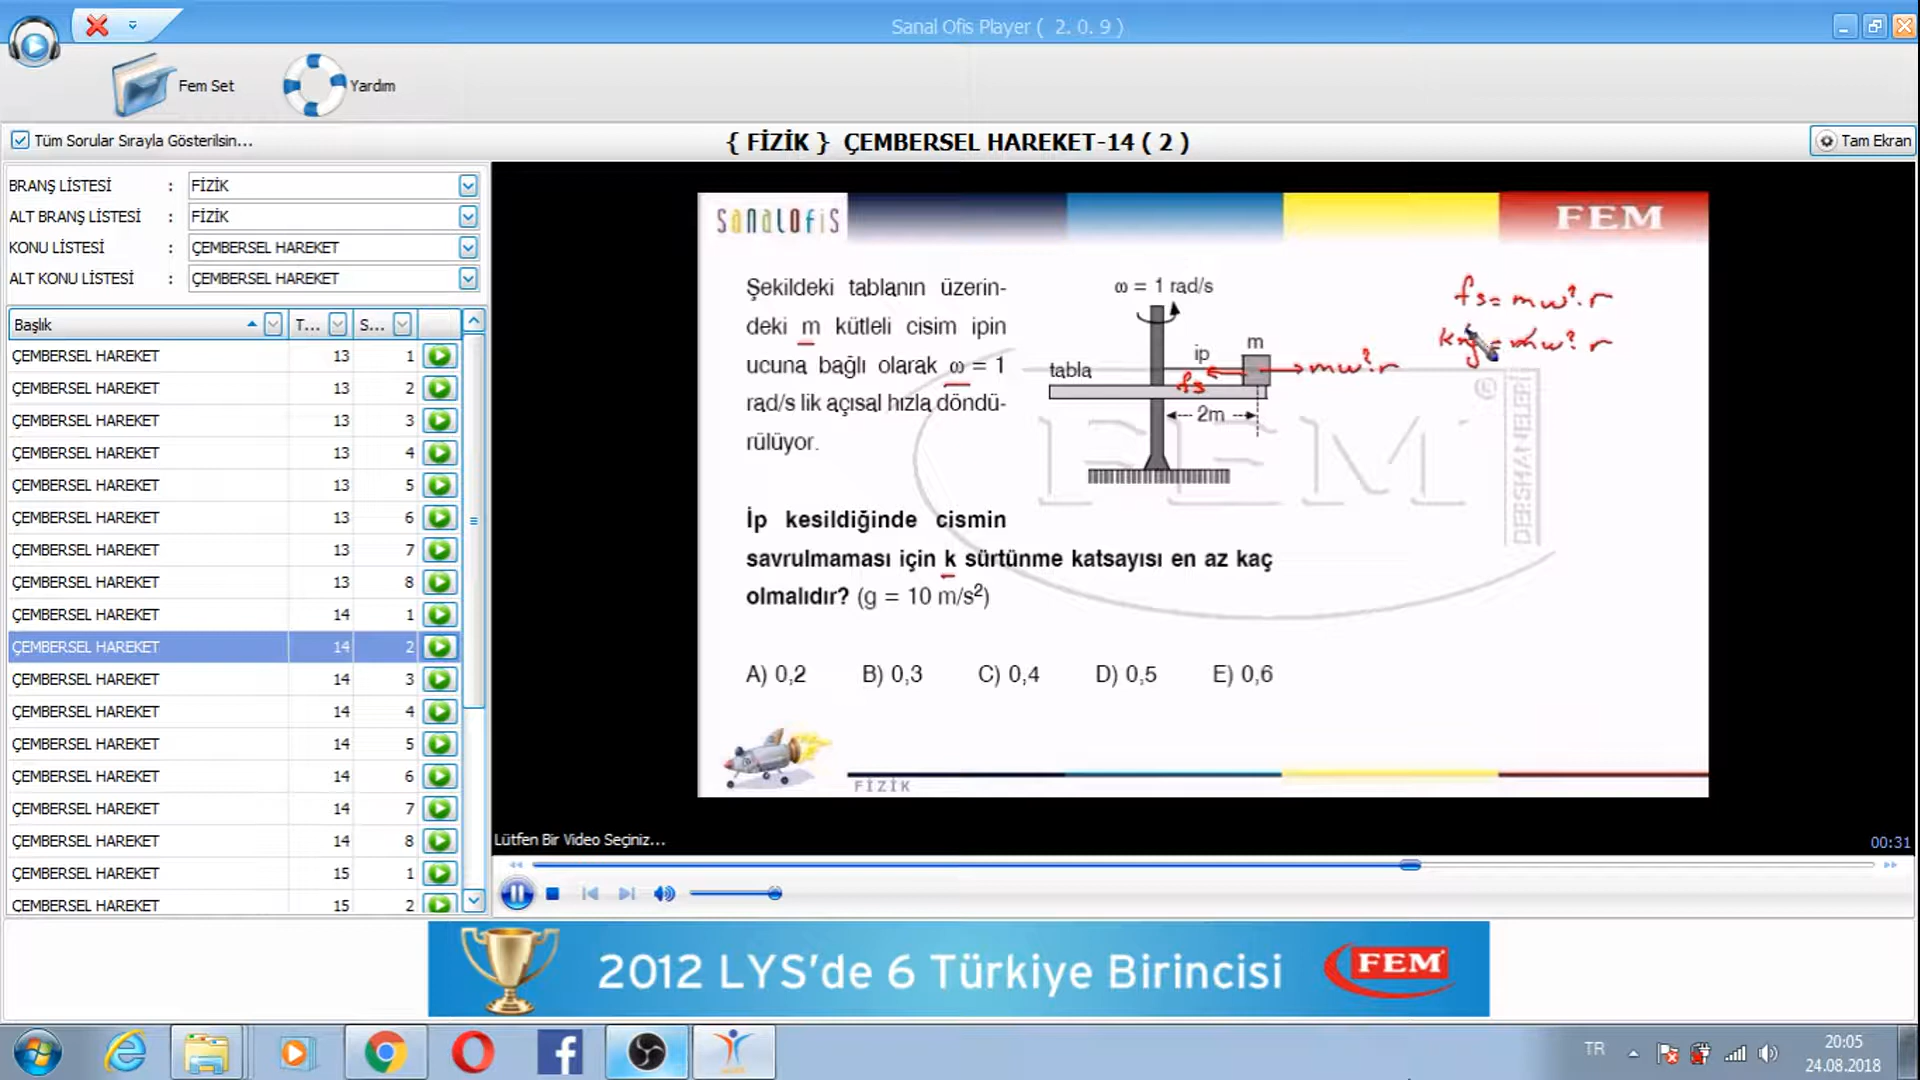 Sanal Ofis Player ( 2. 0. 9 )
Fem Set
Yardım
Tüm Sorular Sırayla Gösterilsin...
{ FİZİK } ÇEMBERSEL HAREKET-14 ( 2 )
Tam Ekran
BRANŞ LİSTESİ : FİZİK
ALT BRANŞ LİSTESİ : FİZİK
KONU LİSTESİ : ÇEMBERSEL HAREKET
ALT KONU LİSTESİ : ÇEMBERSEL HAREKET
Başlık T... S...
ÇEMBERSEL HAREKET 13 1
ÇEMBERSEL HAREKET 13 2
ÇEMBERSEL HAREKET 13 3
ÇEMBERSEL HAREKET 13 4
ÇEMBERSEL HAREKET 13 5
ÇEMBERSEL HAREKET 13 6
ÇEMBERSEL HAREKET 13 7
ÇEMBERSEL HAREKET 13 8
ÇEMBERSEL HAREKET 14 1
ÇEMBERSEL HAREKET 14 2
ÇEMBERSEL HAREKET 14 3
ÇEMBERSEL HAREKET 14 4
ÇEMBERSEL HAREKET 14 5
ÇEMBERSEL HAREKET 14 6
ÇEMBERSEL HAREKET 14 7
ÇEMBERSEL HAREKET 14 8
ÇEMBERSEL HAREKET 15 1
ÇEMBERSEL HAREKET 15 2
sanalofis
FEM
Şekildeki tablanın üzerin-
deki m kütleli cisim ipin
ucuna bağlı olarak ω = 1
rad/s lik açısal hızla döndü-
rülüyor.
ω = 1 rad/s
ip
m
tabla
fs
mω².r
2m
fs = mω².r
İp kesildiğinde cismin
savrulmaması için k sürtünme katsayısı en az kaç
olmalıdır? (g = 10 m/s²)
A) 0,2 B) 0,3 C) 0,4 D) 0,5 E) 0,6
FEM
DERSHANELERİ
©
FİZİK
Lütfen Bir Video Seçiniz...
00:31
2012 LYS'de 6 Türkiye Birincisi
FEM
TR
20:05
24.08.2018